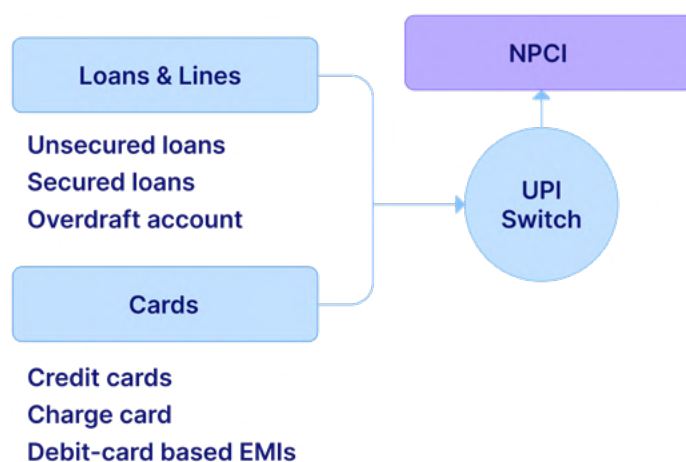 Loans & Lines
Unsecured loans
Secured loans
Overdraft account
Cards
Credit cards
Charge card
Debit-card based EMIs
NPCI
UPI
Switch